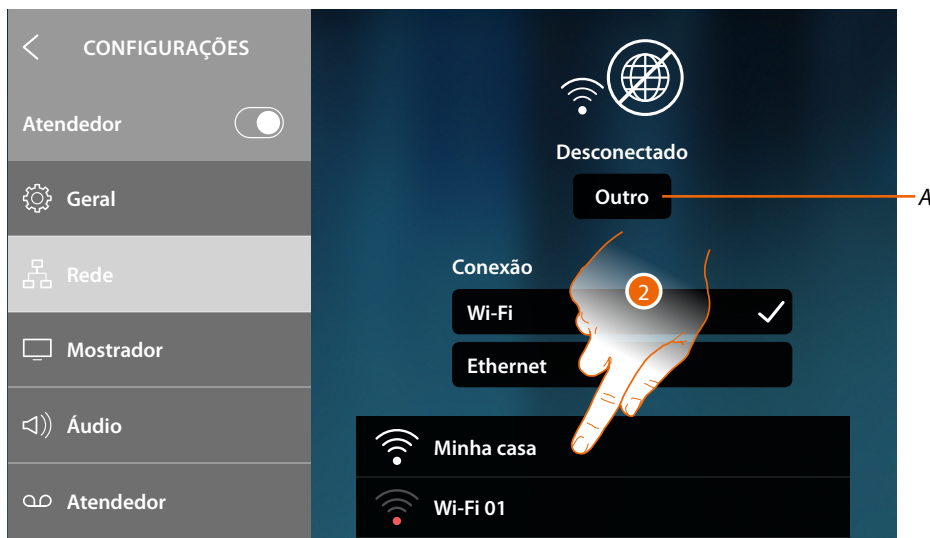 CONFIGURAÇÕES
Atendedor
Geral
Rede
Mostrador
Áudio
Atendedor
Desconectado
Outro
A
Conexão
2
Wi-Fi
Ethernet
Minha casa
Wi-Fi 01